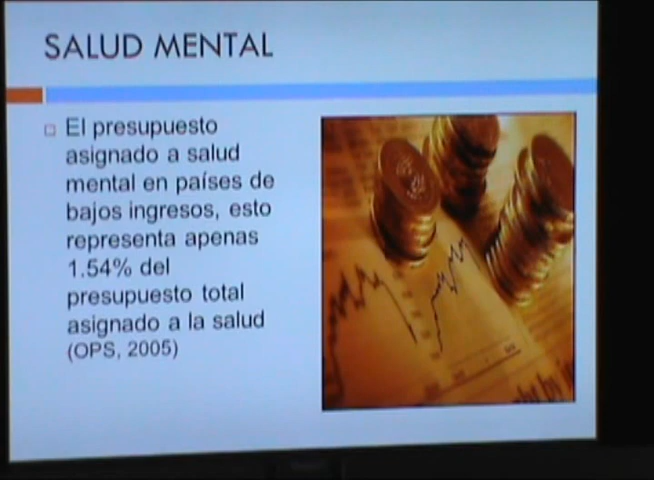 SALUD MENTAL
El presupuesto
asignado a salud
mental en países de
bajos ingresos, esto
representa apenas
1.54% del
presupuesto total
asignado a la salud
(OPS, 2005)